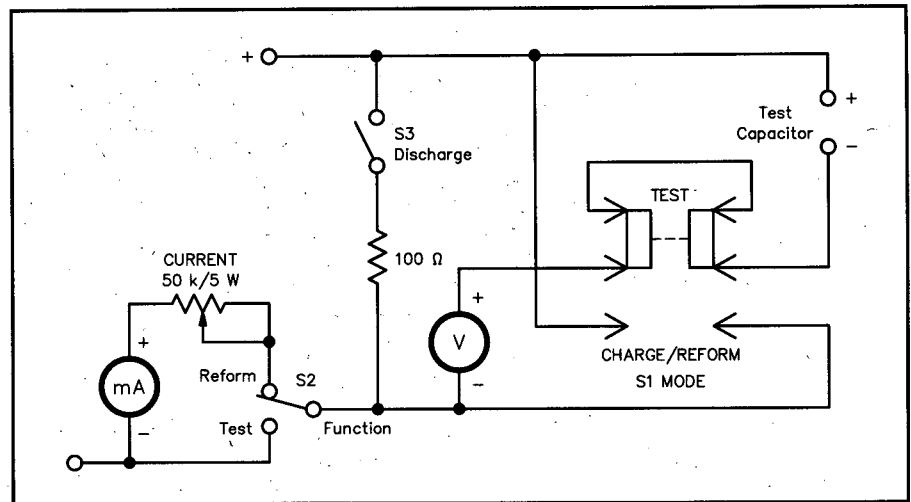 +
S3
Discharge
+
Test
Capacitor
−
TEST
100 Ω
CURRENT
50 k/5 W
+
mA
−
Reform
S2
Test
Function
+
V
−
CHARGE/REFORM
S1 MODE